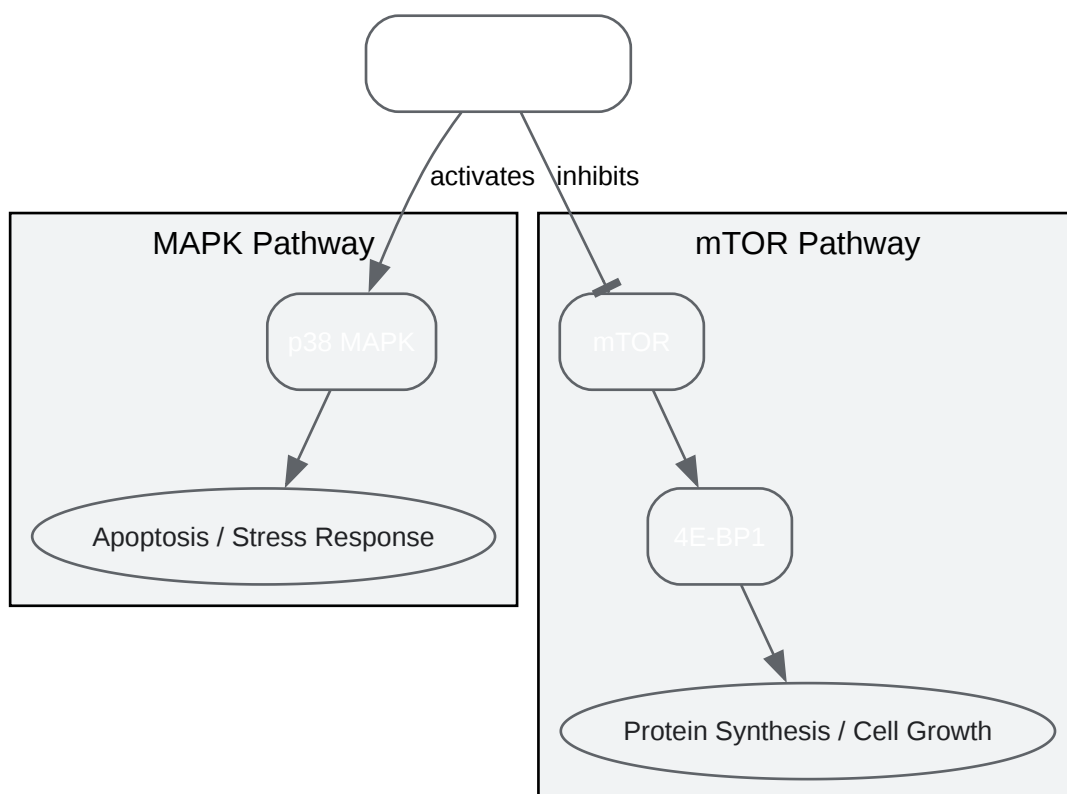 activates
inhibits
MAPK Pathway
mTOR Pathway
p38 MAPK
mTOR
Apoptosis / Stress Response
4E-BP1
Protein Synthesis / Cell Growth